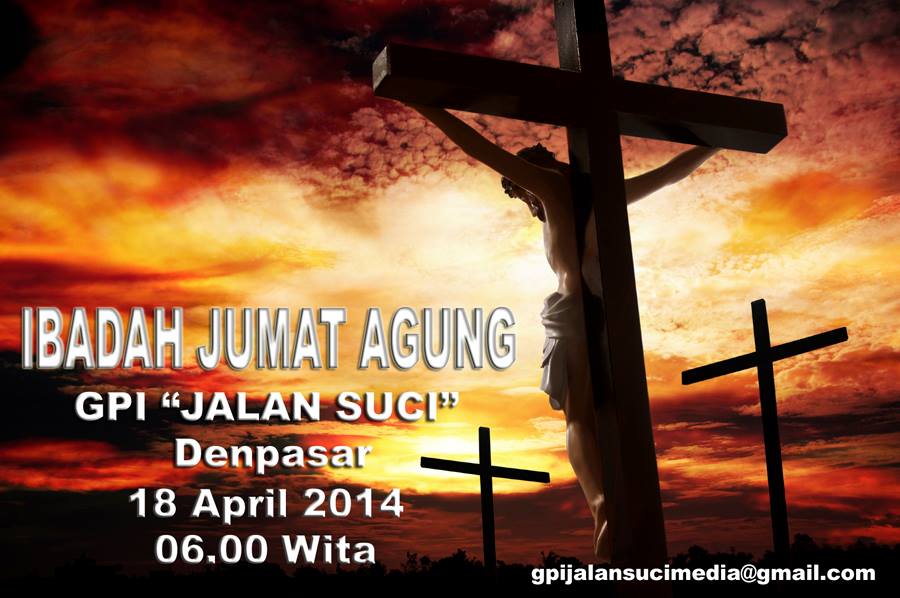 IBADAH JUMAT AGUNG
GPI “JALAN SUCI”
Denpasar
18 April 2014
06.00 Wita
gpijalansucimedia@gmail.com